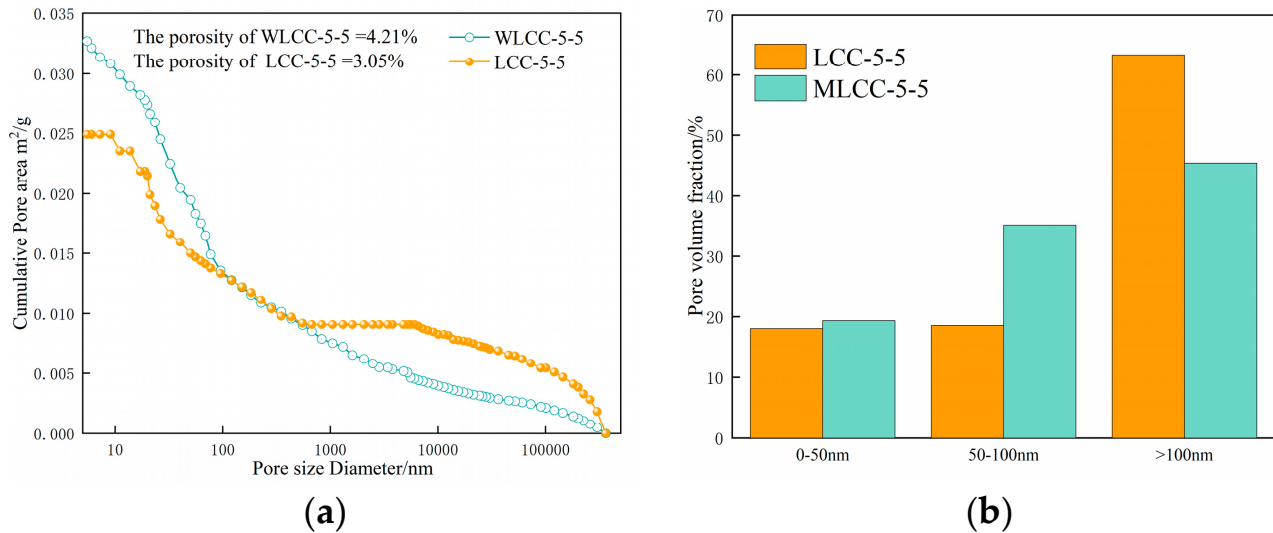 The porosity of WLCC-5-5 =4.21%
The porosity of LCC-5-5 =3.05%
WLCC-5-5
LCC-5-5
0.035
0.030
0.025
0.020
0.015
0.010
0.005
0.000
Cumulative Pore area m²/g
10
100
1000
10000
100000
Pore size Diameter/nm
(a)
70
60
50
40
30
20
10
0
Pore volume fraction/%
LCC-5-5
MLCC-5-5
0-50nm
50-100nm
>100nm
(b)